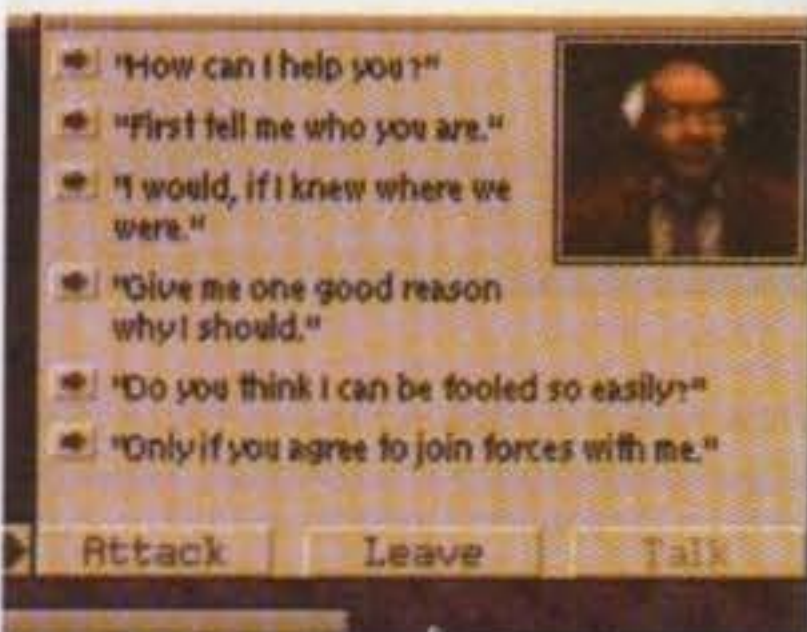 "How can I help you?"
"First tell me who you are."
"I would, if I knew where we
were."
"Give me one good reason
why I should."
"Do you think I can be fooled so easily?"
"Only if you agree to join forces with me."
Attack Leave Talk